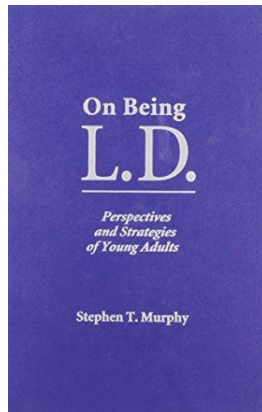 On Being
L.D.
Perspectives
and Strategies
of Young Adults
Stephen T. Murphy